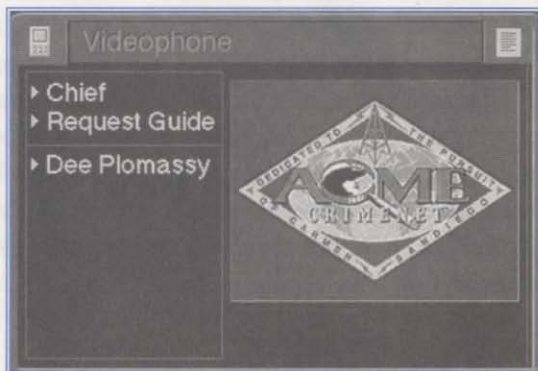 Videophone
Chief
Request Guide
Dee Plomassy
DEDICATED TO THE PURSUIT
ACME
CRIMENET
OF CARMEN SANDIEGO